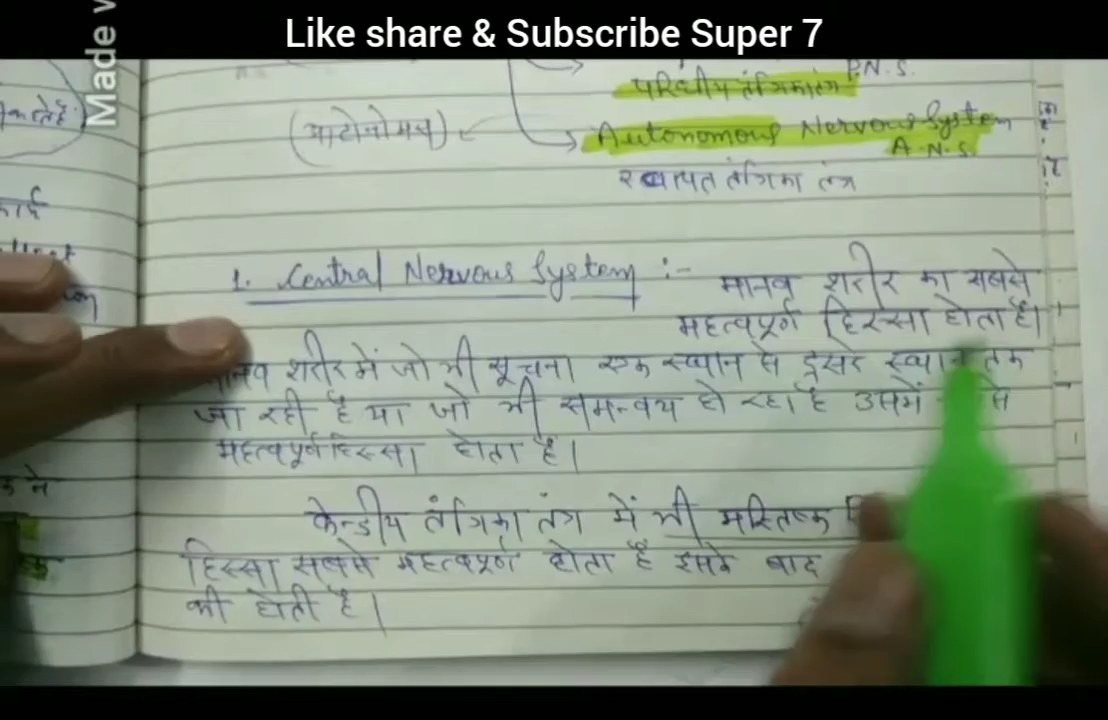 Like share & Subscribe Super 7
Made
P.N.S.
परिधीय तंत्रिकातंत्र
(आटोनोमस)
Autonomous Nervous System
A.N.S.
स्वायत्त तंत्रिका तंत्र
1. Central Nervous System :- मानव शरीर का सबसे
महत्वपूर्ण हिस्सा होता है।
मानव शरीर में जो भी सूचना एक स्थान से दूसरे स्थान तक
जा रही है या जो भी समन्वय हो रहा है उसमें
महत्वपूर्ण हिस्सा होता है।
केन्द्रीय तंत्रिका तंत्र में भी मस्तिष्क
हिस्सा सबसे महत्वपूर्ण होता है इसके बाद
की होती है।